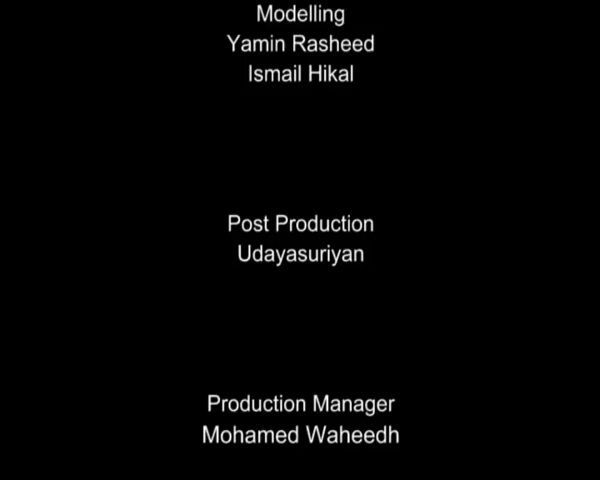 Modelling
Yamin Rasheed
Ismail Hikal
Post Production
Udayasuriyan
Production Manager
Mohamed Waheedh